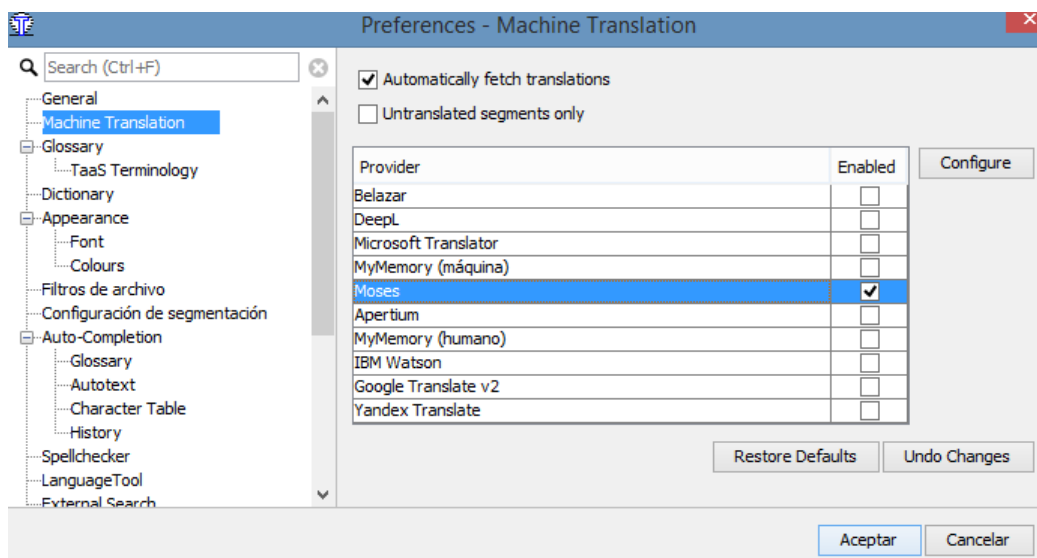 Preferences - Machine Translation
Search (Ctrl+F)
General
Machine Translation
Glossary
TaaS Terminology
Dictionary
Appearance
Font
Colours
Filtros de archivo
Configuración de segmentación
Auto-Completion
Glossary
Autotext
Character Table
History
Spellchecker
LanguageTool
External Search
Automatically fetch translations
Untranslated segments only
Provider Enabled
Belazar
DeepL
Microsoft Translator
MyMemory (máquina)
Moses
Apertium
MyMemory (humano)
IBM Watson
Google Translate v2
Yandex Translate
Configure
Restore Defaults Undo Changes
Aceptar Cancelar